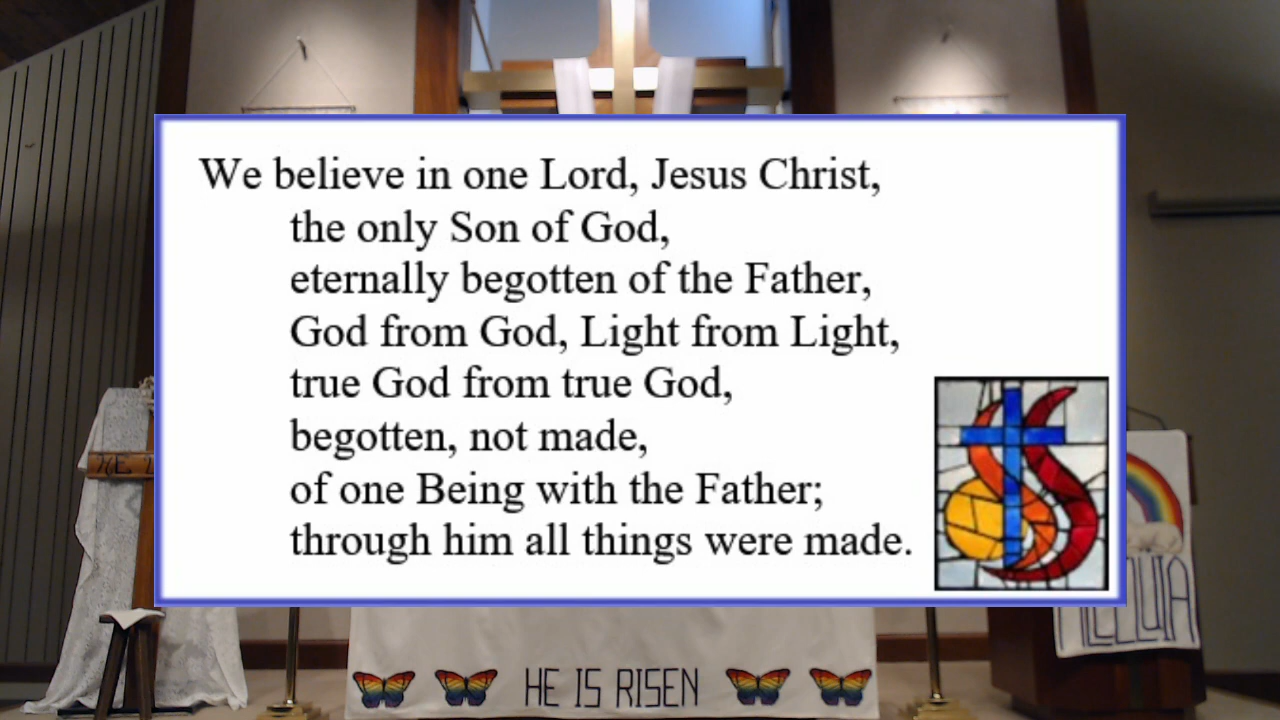 We believe in one Lord, Jesus Christ,
the only Son of God,
eternally begotten of the Father,
God from God, Light from Light,
true God from true God,
begotten, not made,
of one Being with the Father;
through him all things were made.
HE IS RISEN